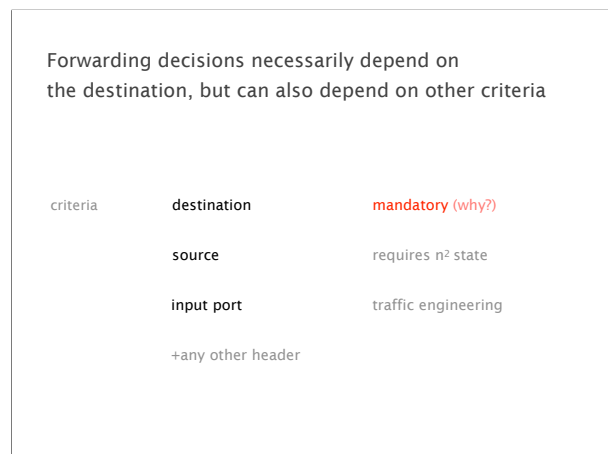 Forwarding decisions necessarily depend on
the destination, but can also depend on other criteria
criteria destination mandatory (why?)
source requires n² state
input port traffic engineering
+any other header